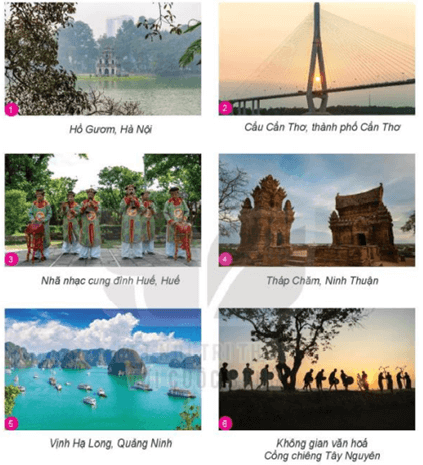 1
2
Hồ Gươm, Hà Nội
Cầu Cần Thơ, thành phố Cần Thơ
3
4
Nhã nhạc cung đình Huế, Huế
Tháp Chăm, Ninh Thuận
5
6
Vịnh Hạ Long, Quảng Ninh
Không gian văn hoá
Cồng chiêng Tây Nguyên